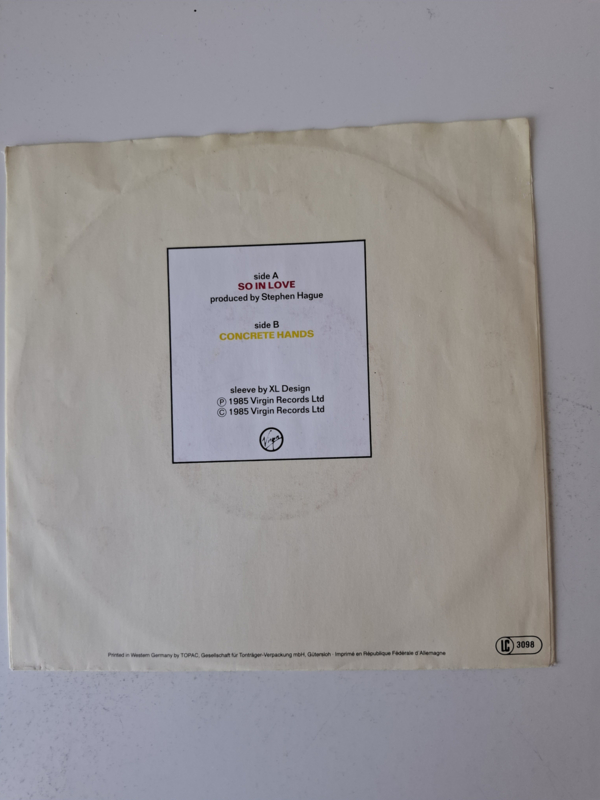 side A
SO IN LOVE
produced by Stephen Hague
side B
CONCRETE HANDS
sleeve by XL Design
℗ 1985 Virgin Records Ltd
© 1985 Virgin Records Ltd
Virgin
LC 3098
Printed in Western Germany by TOPAC, Gesellschaft für Tonträger-Verpackung mbH, Gütersloh · Imprimé en République Fédérale d'Allemagne